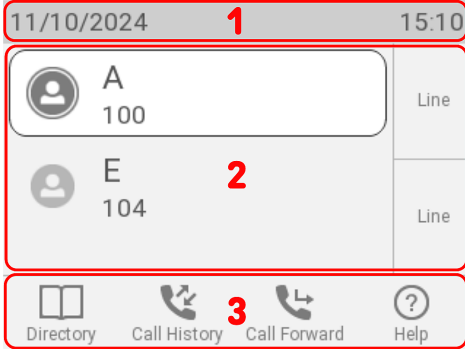 11/10/2024 1 15:10
A
100
Line
E
104
2
Line
3
Directory Call History Call Forward Help